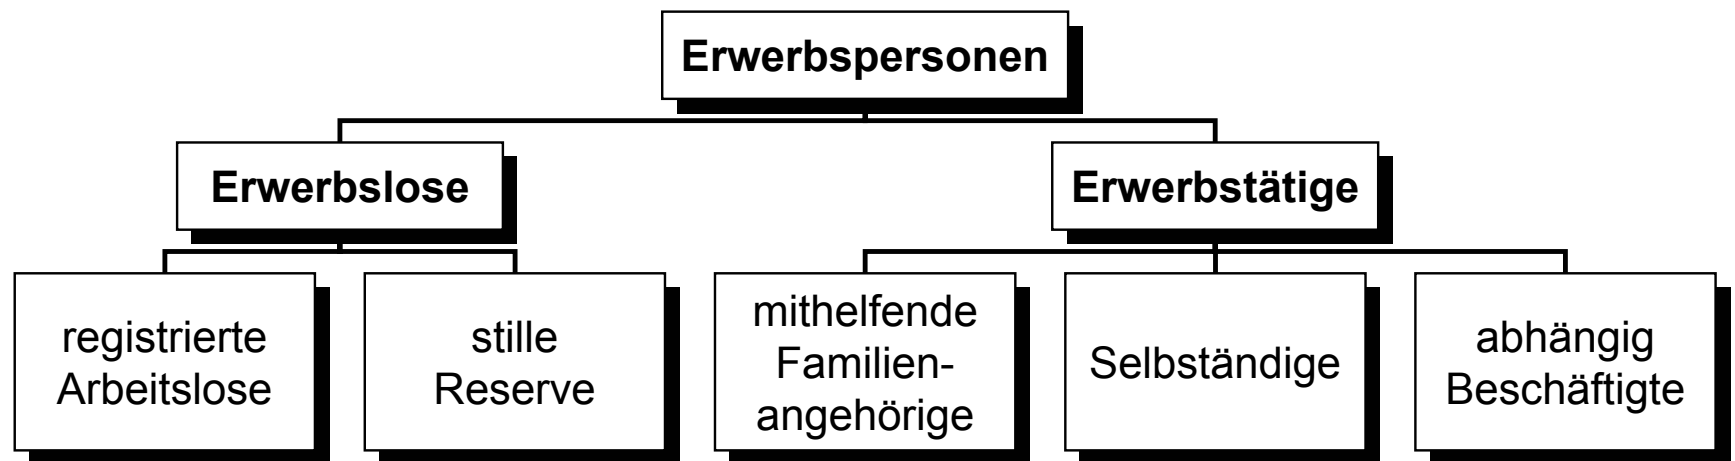 Erwerbspersonen
Erwerbslose
Erwerbstätige
registrierte
Arbeitslose
stille
Reserve
mithelfende
Familien-
angehörige
Selbständige
abhängig
Beschäftigte